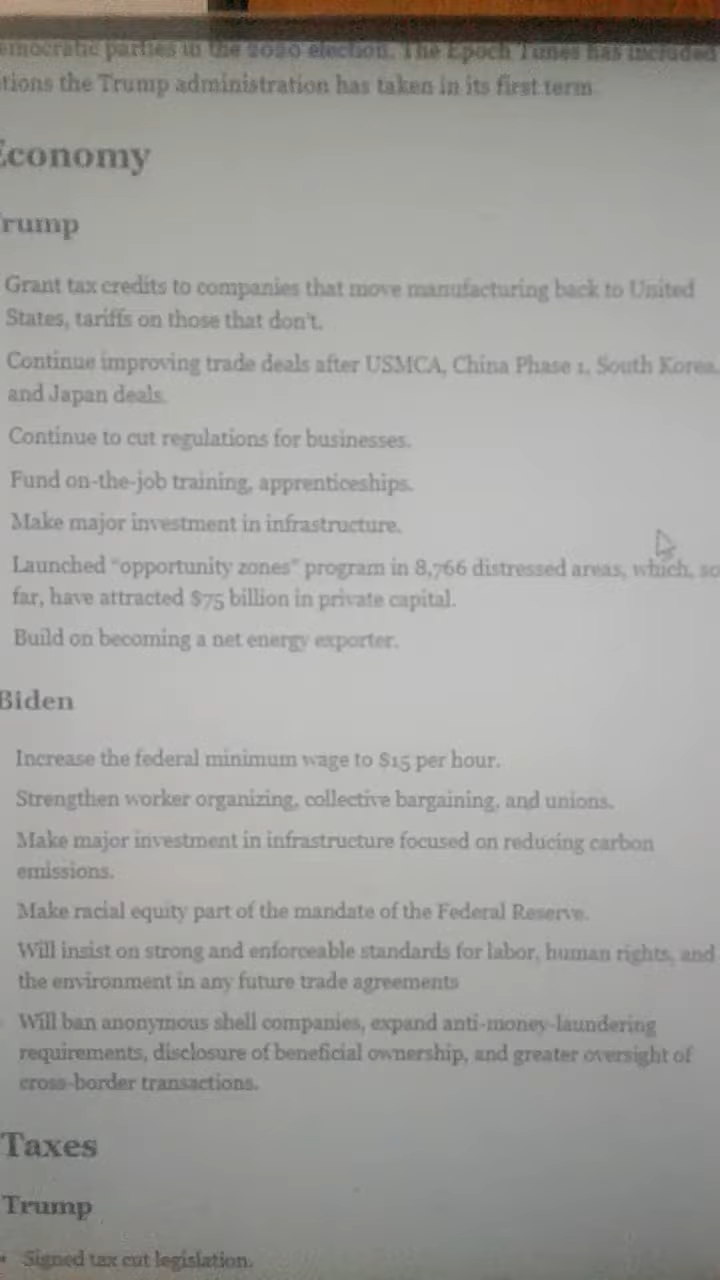 emocratic parties in the 2020 election. The Epoch Times has included
tions the Trump administration has taken in its first term
Economy
rump
Grant tax credits to companies that move manufacturing back to United
States, tariffs on those that don't.
Continue improving trade deals after USMCA, China Phase 1, South Korea,
and Japan deals.
Continue to cut regulations for businesses.
Fund on-the-job training, apprenticeships.
Make major investment in infrastructure.
Launched "opportunity zones" program in 8,766 distressed areas, which, so
far, have attracted $75 billion in private capital.
Build on becoming a net energy exporter.
Biden
Increase the federal minimum wage to $15 per hour.
Strengthen worker organizing, collective bargaining, and unions.
Make major investment in infrastructure focused on reducing carbon
emissions.
Make racial equity part of the mandate of the Federal Reserve.
Will insist on strong and enforceable standards for labor, human rights, and
the environment in any future trade agreements
Will ban anonymous shell companies, expand anti-money-laundering
requirements, disclosure of beneficial ownership, and greater oversight of
cross-border transactions.
Taxes
Trump
• Signed tax cut legislation.